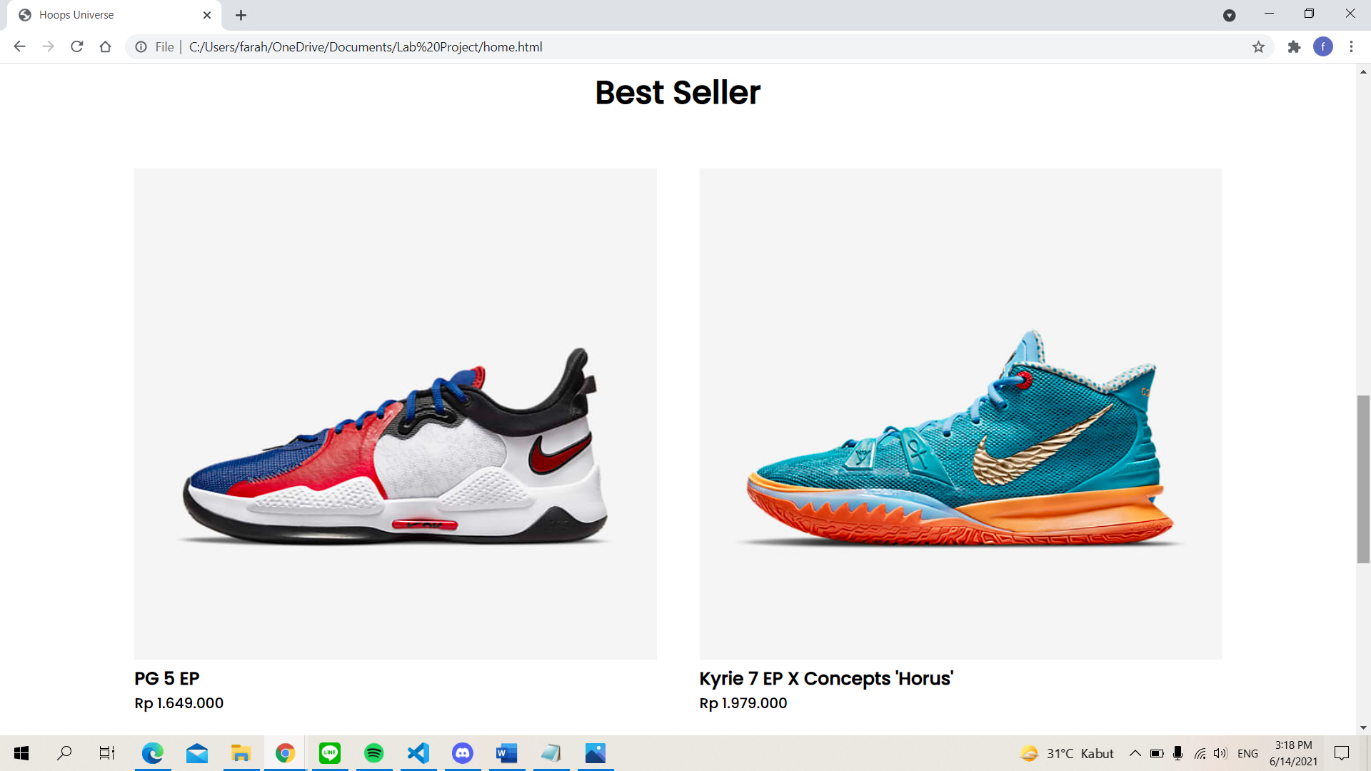 Hoops Universe
File | C:/Users/farah/OneDrive/Documents/Lab%20Project/home.html
f
Best Seller
PG 5 EP
Rp 1.649.000
Kyrie 7 EP X Concepts 'Horus'
Rp 1.979.000
LINE
31°C Kabut
ENG
3:18 PM
6/14/2021